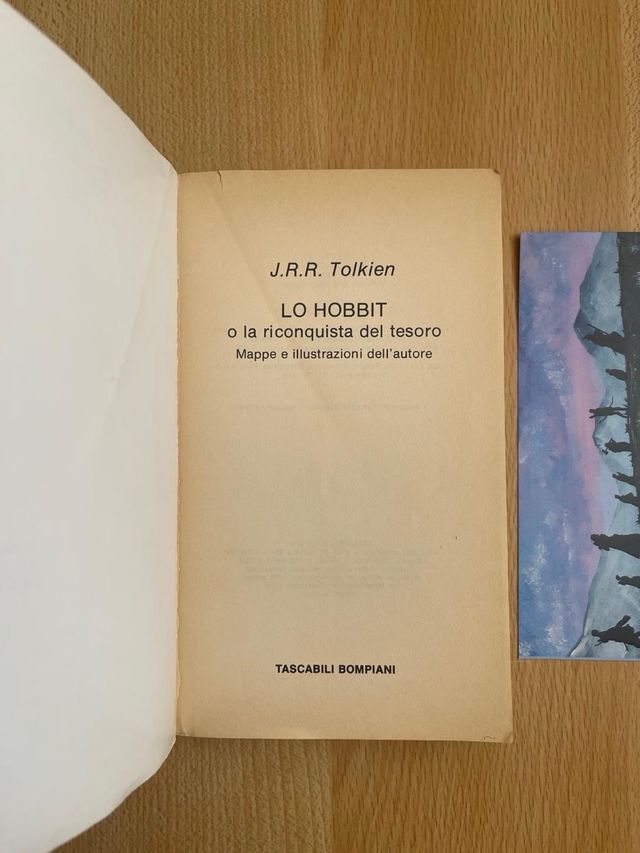 J.R.R. Tolkien
LO HOBBIT
o la riconquista del tesoro
Mappe e illustrazioni dell'autore
TASCABILI BOMPIANI